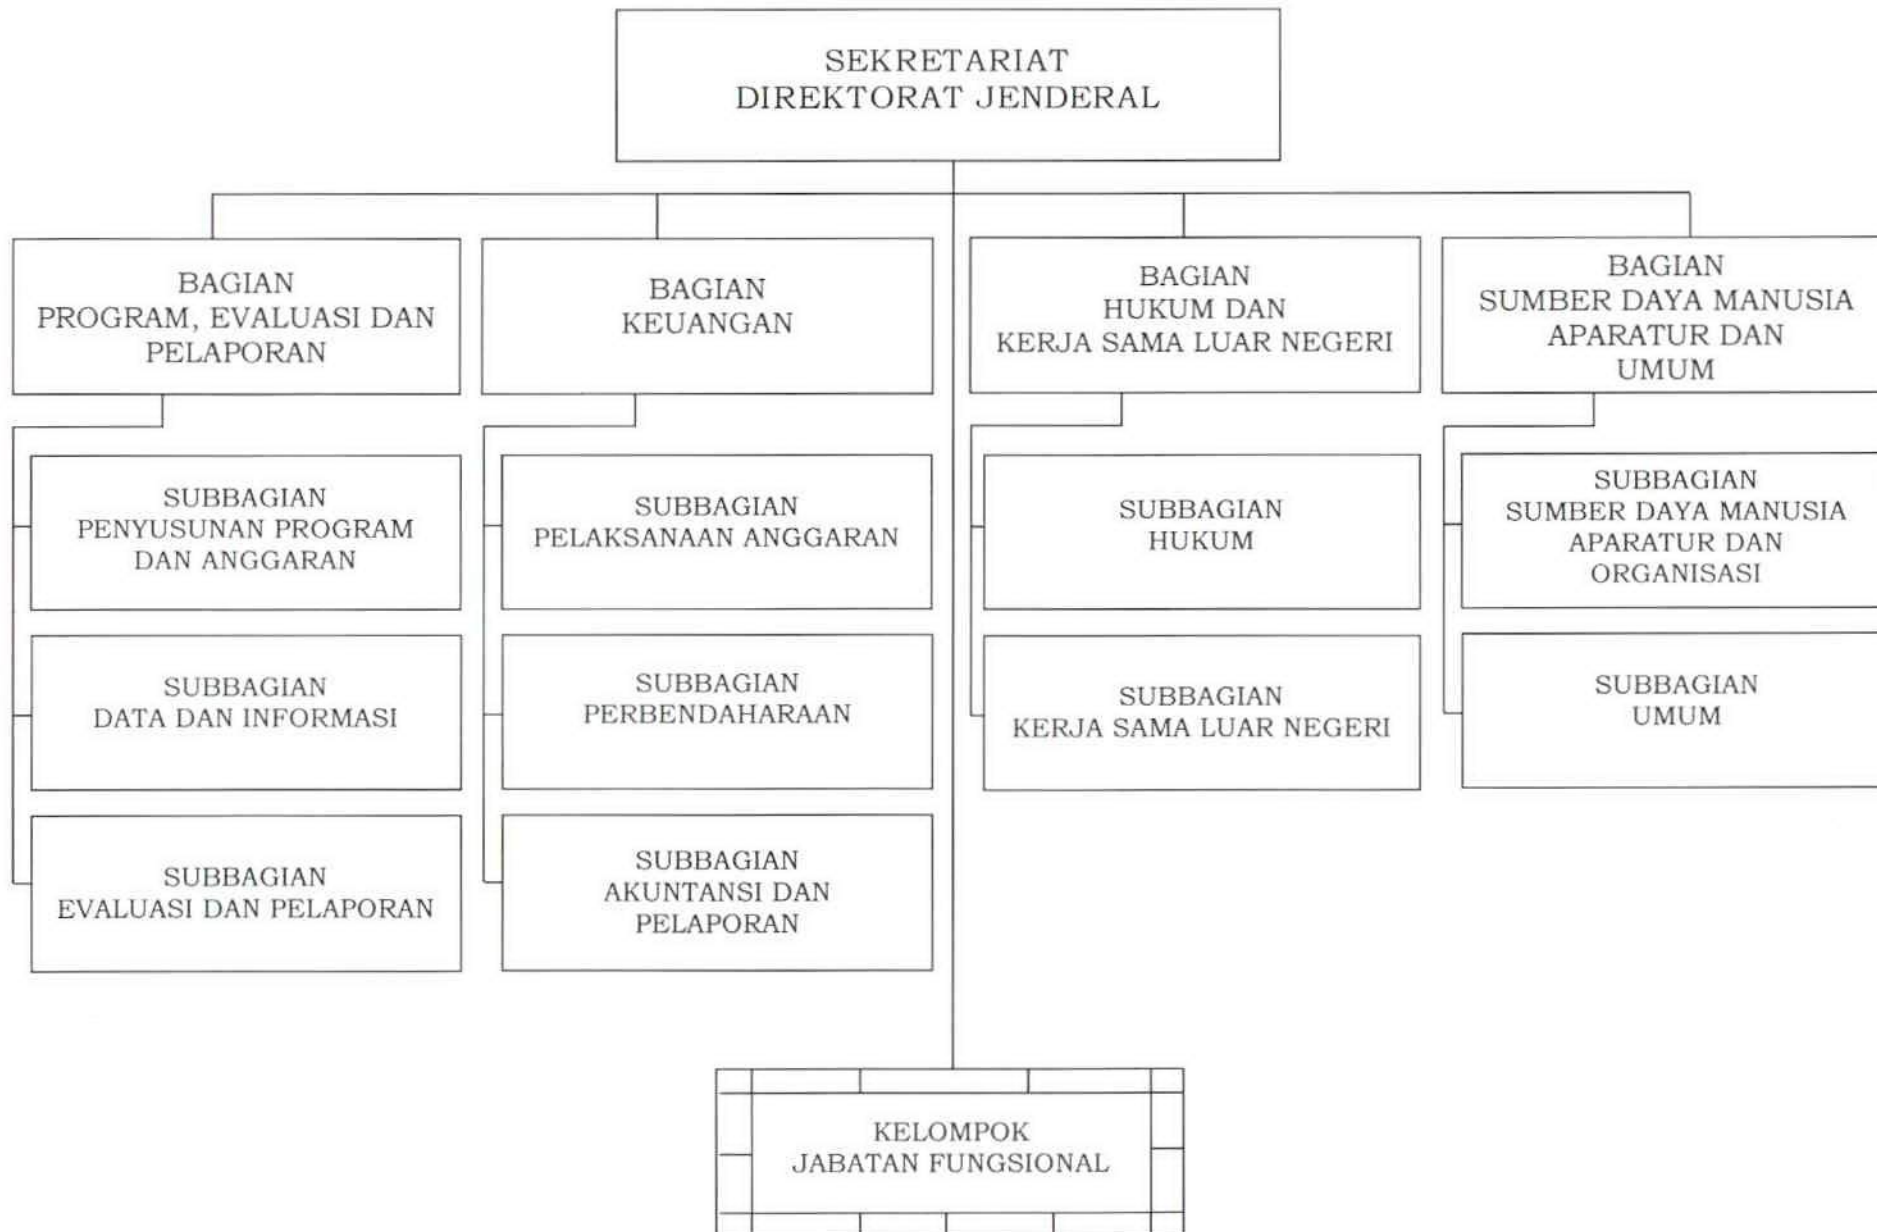 SEKRETARIAT
DIREKTORAT JENDERAL
BAGIAN
PROGRAM, EVALUASI DAN
PELAPORAN
BAGIAN
KEUANGAN
BAGIAN
HUKUM DAN
KERJA SAMA LUAR NEGERI
BAGIAN
SUMBER DAYA MANUSIA
APARATUR DAN
UMUM
SUBBAGIAN
PENYUSUNAN PROGRAM
DAN ANGGARAN
SUBBAGIAN
PELAKSANAAN ANGGARAN
SUBBAGIAN
HUKUM
SUBBAGIAN
SUMBER DAYA MANUSIA
APARATUR DAN
ORGANISASI
SUBBAGIAN
DATA DAN INFORMASI
SUBBAGIAN
PERBENDAHARAAN
SUBBAGIAN
KERJA SAMA LUAR NEGERI
SUBBAGIAN
UMUM
SUBBAGIAN
EVALUASI DAN PELAPORAN
SUBBAGIAN
AKUNTANSI DAN
PELAPORAN
KELOMPOK
JABATAN FUNGSIONAL